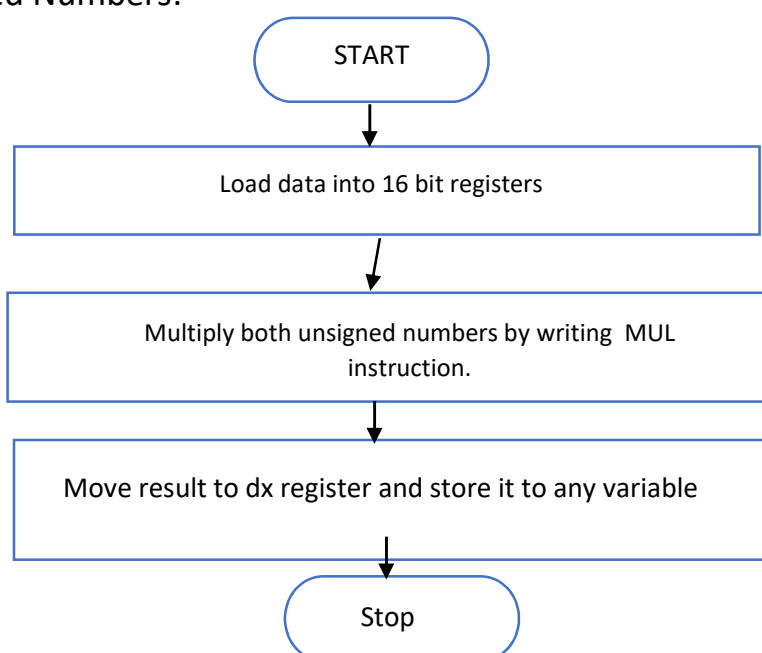 Numbers:
START
Load data into 16 bit registers
Multiply both unsigned numbers by writing MUL
instruction.
Move result to dx register and store it to any variable
Stop